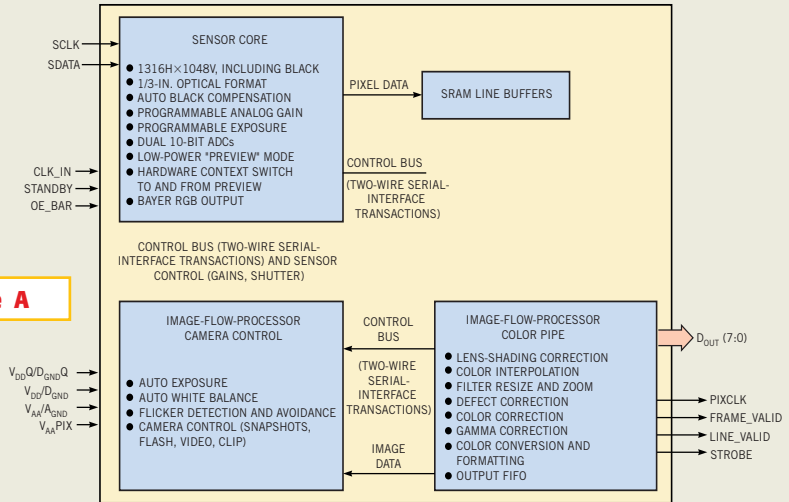 SCLK
SDATA
CLK_IN
STANDBY
OE_BAR
SENSOR CORE
● 1316H×1048V, INCLUDING BLACK
● 1/3-IN. OPTICAL FORMAT
● AUTO BLACK COMPENSATION
● PROGRAMMABLE ANALOG GAIN
● PROGRAMMABLE EXPOSURE
● DUAL 10-BIT ADCs
● LOW-POWER "PREVIEW" MODE
● HARDWARE CONTEXT SWITCH
TO AND FROM PREVIEW
● BAYER RGB OUTPUT
PIXEL DATA
SRAM LINE BUFFERS
CONTROL BUS
(TWO-WIRE SERIAL-
INTERFACE
TRANSACTIONS)
CONTROL BUS (TWO-WIRE SERIAL-
INTERFACE TRANSACTIONS) AND SENSOR
CONTROL (GAINS, SHUTTER)
A
VDDQ/DGNDQ
VDD/DGND
VAA/AGND
VAAPIX
IMAGE-FLOW-PROCESSOR
CAMERA CONTROL
● AUTO EXPOSURE
● AUTO WHITE BALANCE
● FLICKER DETECTION AND AVOIDANCE
● CAMERA CONTROL (SNAPSHOTS,
FLASH, VIDEO, CLIP)
CONTROL
BUS
(TWO-WIRE
SERIAL-
INTERFACE
TRANSACTIONS)
IMAGE
DATA
IMAGE-FLOW-PROCESSOR
COLOR PIPE
● LENS-SHADING CORRECTION
● COLOR INTERPOLATION
● FILTER RESIZE AND ZOOM
● DEFECT CORRECTION
● COLOR CORRECTION
● GAMMA CORRECTION
● COLOR CONVERSION AND
FORMATTING
● OUTPUT FIFO
DOUT (7:0)
PIXCLK
FRAME_VALID
LINE_VALID
STROBE